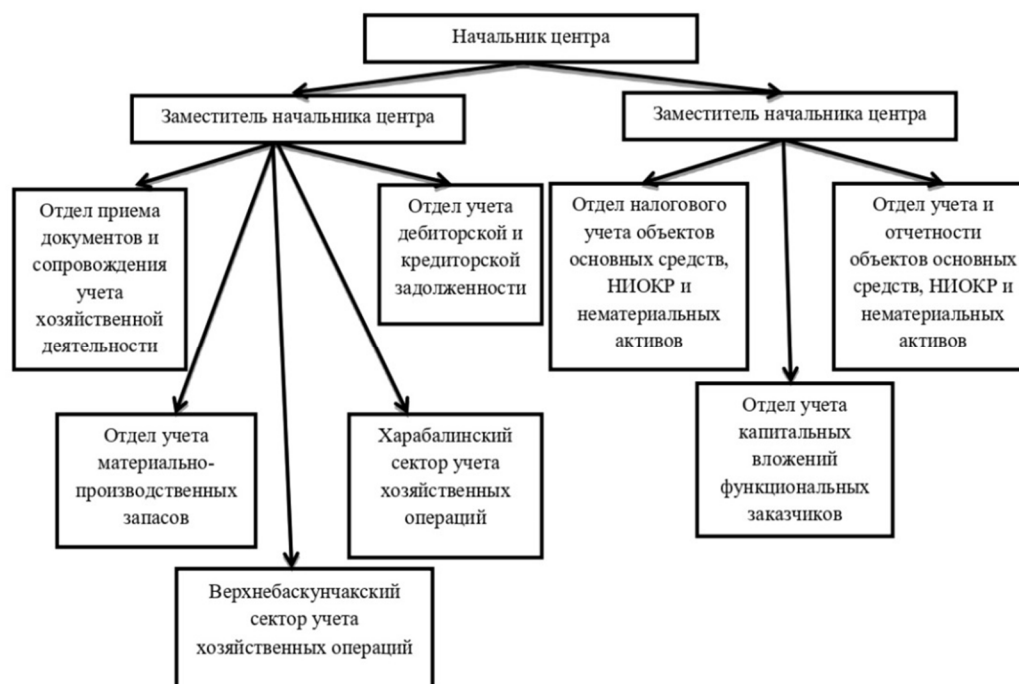 Начальник центра
Заместитель начальника центра
Заместитель начальника центра
Отдел приема
документов и
сопровождения
учета
хозяйственной
деятельности
Отдел учета
дебиторской и
кредиторской
задолженности
Отдел налогового
учета объектов
основных средств,
НИОКР и
нематериальных
активов
Отдел учета и
отчетности
объектов основных
средств, НИОКР и
нематериальных
активов
Отдел учета
материально-
производственных
запасов
Харабалинский
сектор учета
хозяйственных
операций
Отдел учета
капитальных
вложений
функциональных
заказчиков
Верхнебаскунчакский
сектор учета
хозяйственных операций